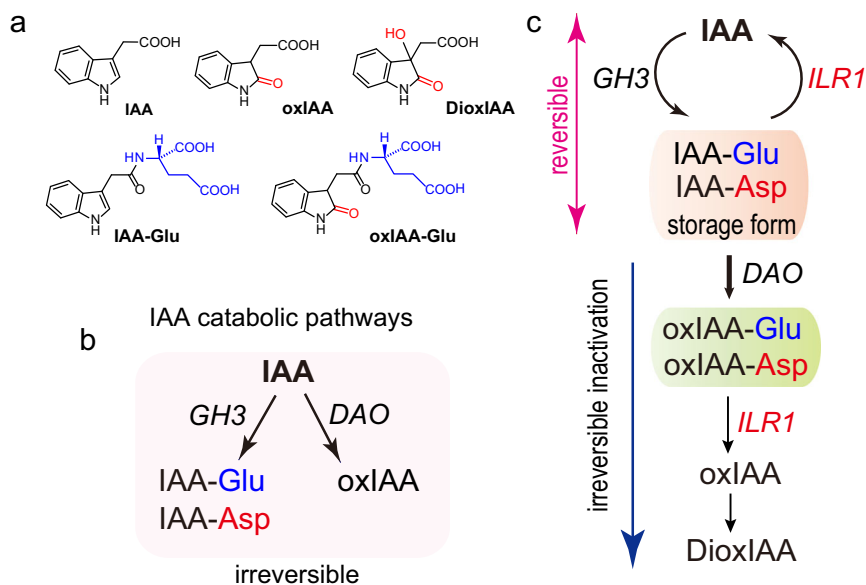 a
COOH
N
H
IAA
COOH
O
N
H
oxIAA
HO
COOH
O
N
H
DioxIAA
H
COOH
HN
O
COOH
N
H
IAA-Glu
H
COOH
HN
O
COOH
O
N
H
oxIAA-Glu
b
IAA catabolic pathways
IAA
GH3
DAO
IAA-Glu
IAA-Asp
oxIAA
irreversible
c
reversible
IAA
GH3
ILR1
IAA-Glu
IAA-Asp
storage form
irreversible inactivation
DAO
oxIAA-Glu
oxIAA-Asp
ILR1
oxIAA
DioxIAA